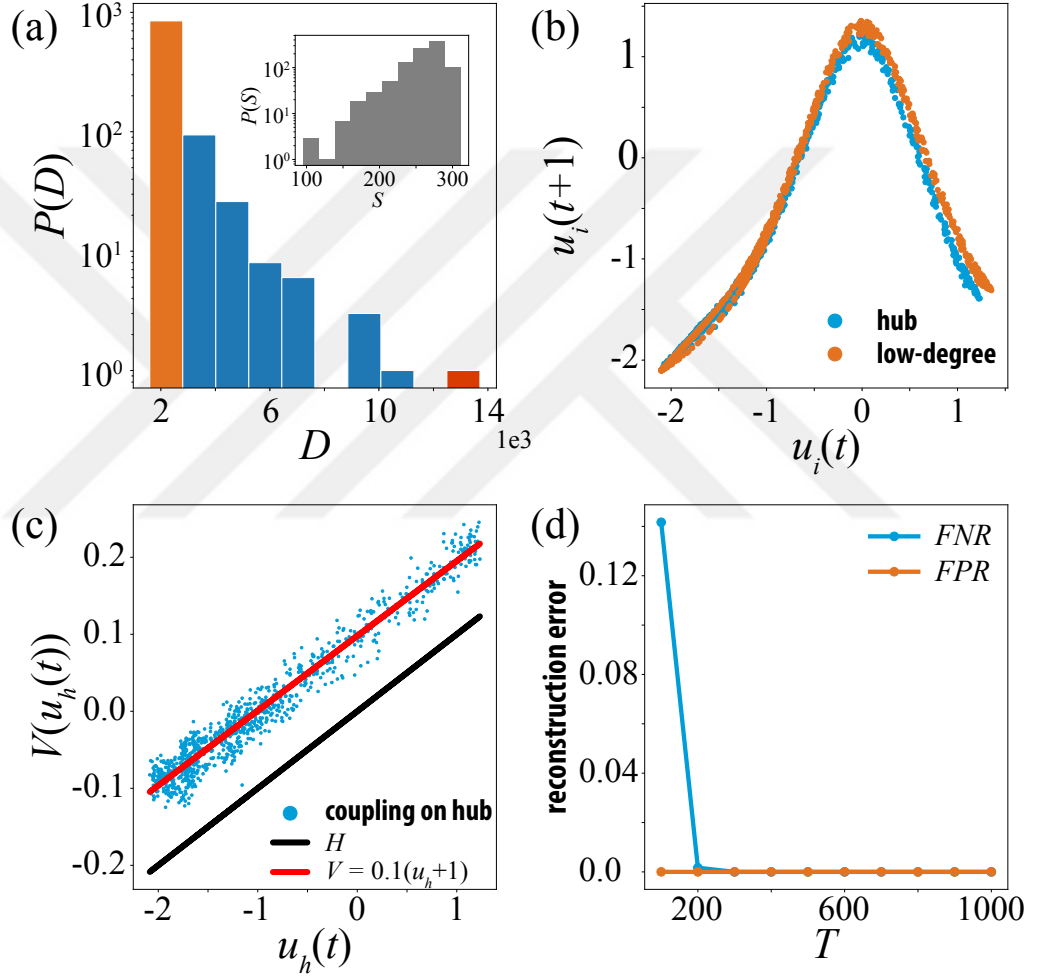 (a)
10³
10²
10¹
10⁰
P(D)
2
6
10
14
1e3
D
10²
10¹
10⁰
P(S)
100
200
300
S
(b)
1
0
-1
-2
u_i(t+1)
-2
-1
0
1
u_i(t)
hub
low-degree
(c)
0.2
0.1
0.0
-0.1
-0.2
V(u_h(t))
-2
-1
0
1
u_h(t)
coupling on hub
H
V = 0.1(u_h+1)
(d)
0.12
0.08
0.04
0.0
reconstruction error
200
600
1000
T
FNR
FPR